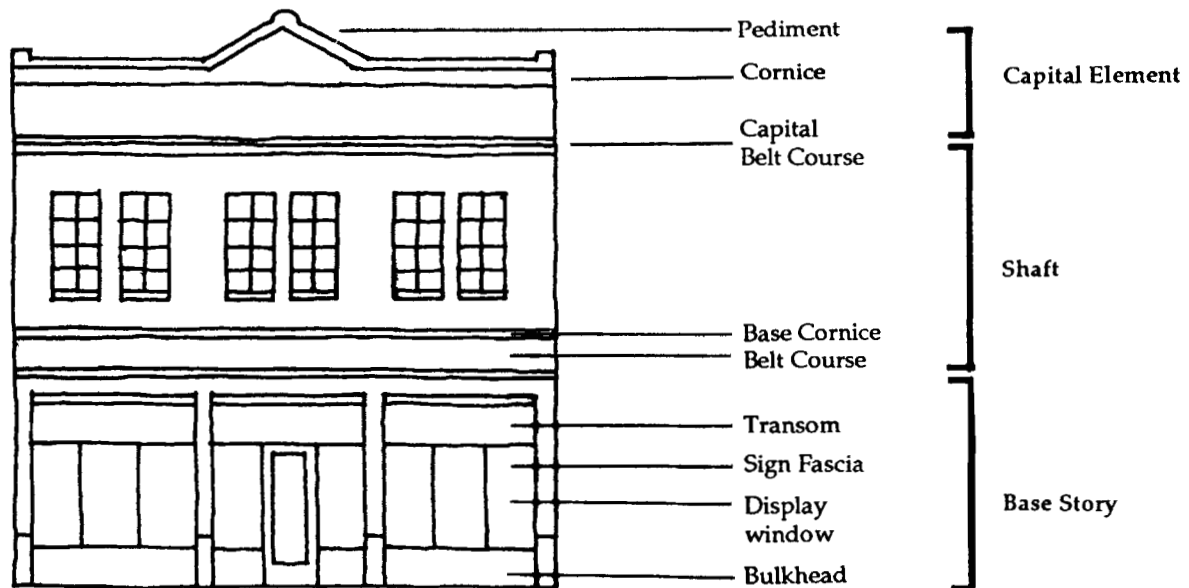 Pediment
Cornice
Capital Element
Capital
Belt Course
Shaft
Base Cornice
Belt Course
Transom
Sign Fascia
Display
window
Base Story
Bulkhead